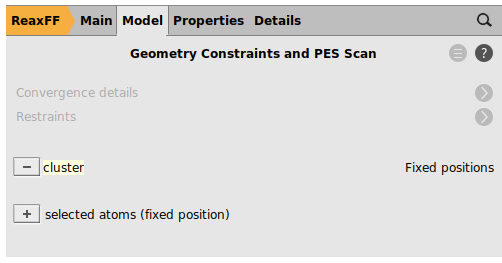 ReaxFF Main Model Properties Details
Geometry Constraints and PES Scan ?
Convergence details
Restraints
− cluster Fixed positions
+ selected atoms (fixed position)